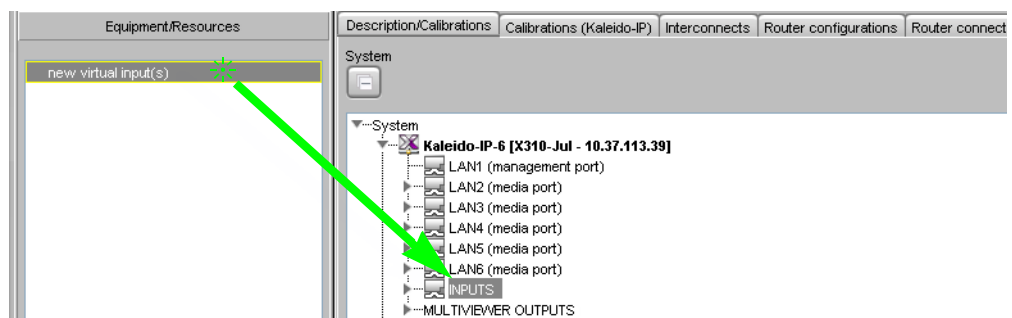 Equipment/Resources
new virtual input(s)
Description/Calibrations Calibrations (Kaleido-IP) Interconnects Router configurations Router connect
System
System
Kaleido-IP-6 [X310-Jul - 10.37.113.39]
LAN1 (management port)
LAN2 (media port)
LAN3 (media port)
LAN4 (media port)
LAN5 (media port)
LAN6 (media port)
INPUTS
MULTIVIEWER OUTPUTS